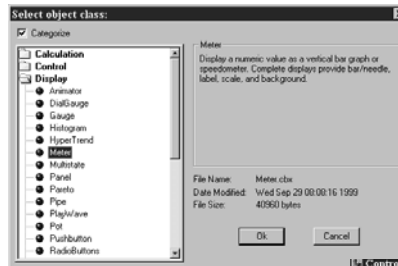 Select object class:
Categorize
Calculation
Control
Display
Animator
DialGauge
Gauge
Histogram
HyperTrend
Meter
Multistate
Panel
Pareto
Pipe
PlayWave
Pot
Pushbutton
RadioButtons
Meter
Display a numeric value as a vertical bar graph or
speedometer. Complete displays provide bar/needle,
label, scale, and background.
File Name: Meter.cbx
Date Modified: Wed Sep 29 08:08:16 1999
File Size: 40960 bytes
Ok Cancel